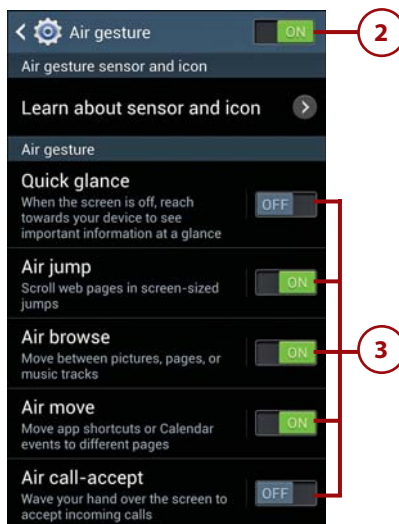 Air gesture ON
2
Air gesture sensor and icon
Learn about sensor and icon
Air gesture
Quick glance
When the screen is off, reach
towards your device to see
important information at a glance
OFF
Air jump
Scroll web pages in screen-sized
jumps
ON
Air browse
Move between pictures, pages, or
music tracks
ON
3
Air move
Move app shortcuts or Calendar
events to different pages
ON
Air call-accept
Wave your hand over the screen to
accept incoming calls
OFF